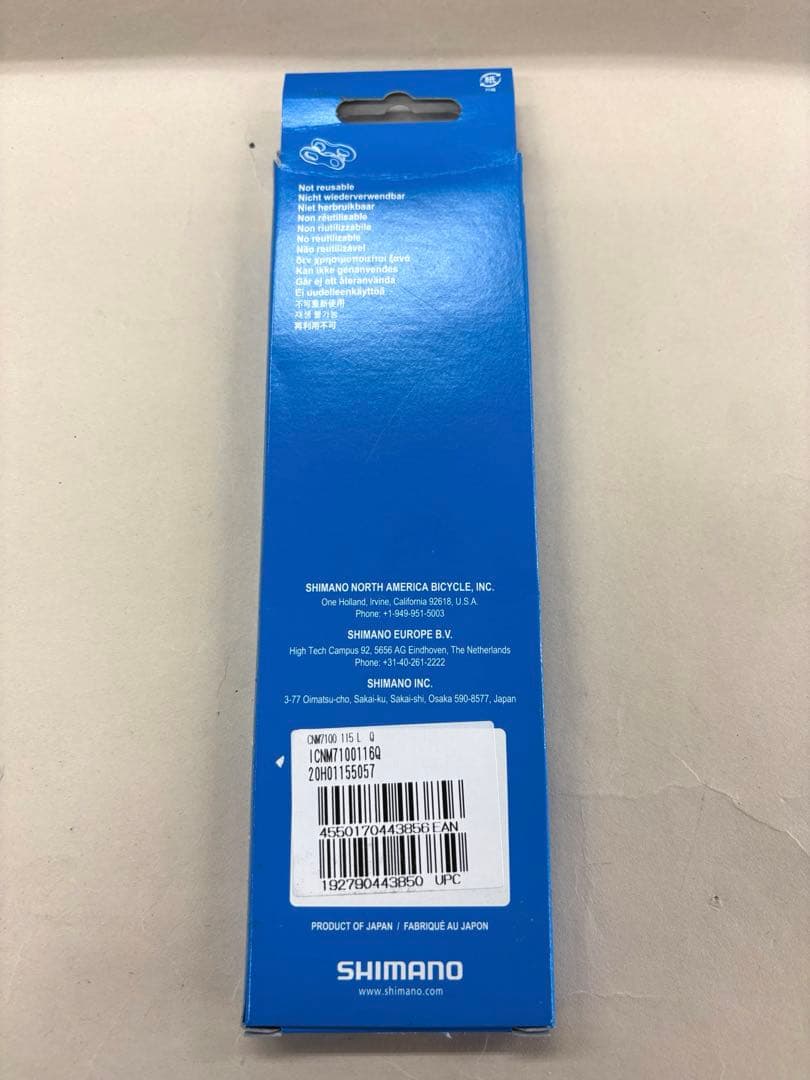 Not reusable
Nicht wiederverwendbar
Niet herbruikbaar
Non réutilisable
Non riutilizzabile
No reutilizable
Não reutilizável
δεν χρησιμοποιείται ξανά
Kan ikke genanvendes
Går ej att återanvända
Ei uudelleenkäyttöä
不可重新使用
재생 불가능
再利用不可
SHIMANO NORTH AMERICA BICYCLE, INC.
One Holland, Irvine, California 92618, U.S.A.
Phone: +1-949-951-5003
SHIMANO EUROPE B.V.
High Tech Campus 92, 5656 AG Eindhoven, The Netherlands
Phone: +31-40-261-2222
SHIMANO INC.
3-77 Oimatsu-cho, Sakai-ku, Sakai-shi, Osaka 590-8577, Japan
CNM7100 115 L Q
ICNM7100116Q
20H01155057
4550170443856 EAN
192790443850 UPC
PRODUCT OF JAPAN / FABRIQUÉ AU JAPON
SHIMANO
www.shimano.com